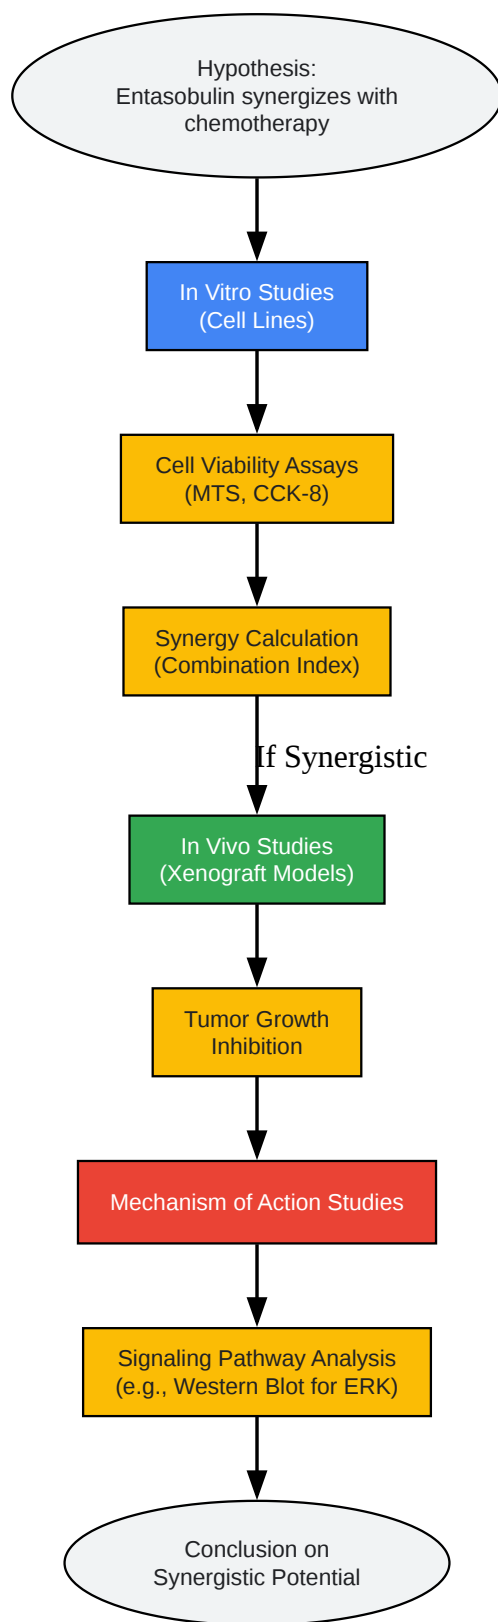 Hypothesis:
Entasobulin synergizes with
chemotherapy
In Vitro Studies
(Cell Lines)
Cell Viability Assays
(MTS, CCK-8)
Synergy Calculation
(Combination Index)
If Synergistic
In Vivo Studies
(Xenograft Models)
Tumor Growth
Inhibition
Mechanism of Action Studies
Signaling Pathway Analysis
(e.g., Western Blot for ERK)
Conclusion on
Synergistic Potential